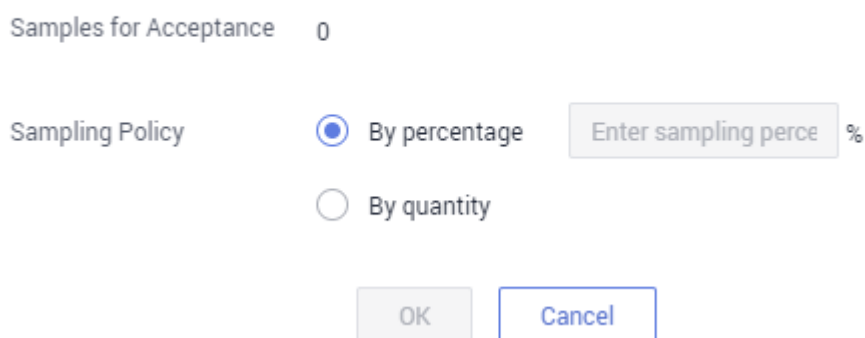 Samples for Acceptance 0
Sampling Policy By percentage Enter sampling perce %
By quantity
OK Cancel